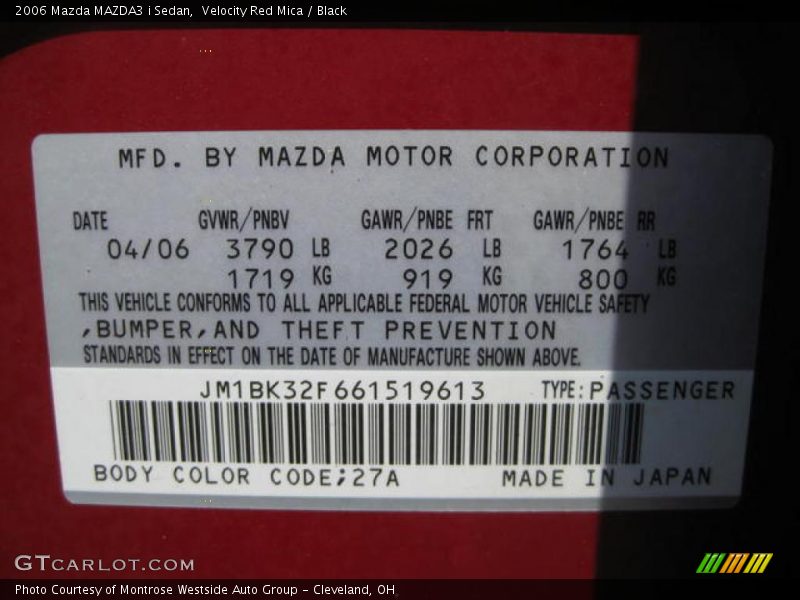 2006 Mazda MAZDA3 i Sedan, Velocity Red Mica / Black
MFD. BY MAZDA MOTOR CORPORATION
DATE GVWR/PNBV GAWR/PNBE FRT GAWR/PNBE RR
04/06 3790 LB 2026 LB 1764 LB
1719 KG 919 KG 800 KG
THIS VEHICLE CONFORMS TO ALL APPLICABLE FEDERAL MOTOR VEHICLE SAFETY
,BUMPER,AND THEFT PREVENTION
STANDARDS IN EFFECT ON THE DATE OF MANUFACTURE SHOWN ABOVE.
JM1BK32F661519613 TYPE:PASSENGER
BODY COLOR CODE;27A MADE IN JAPAN
GTCARLOT.COM
Photo Courtesy of Montrose Westside Auto Group - Cleveland, OH